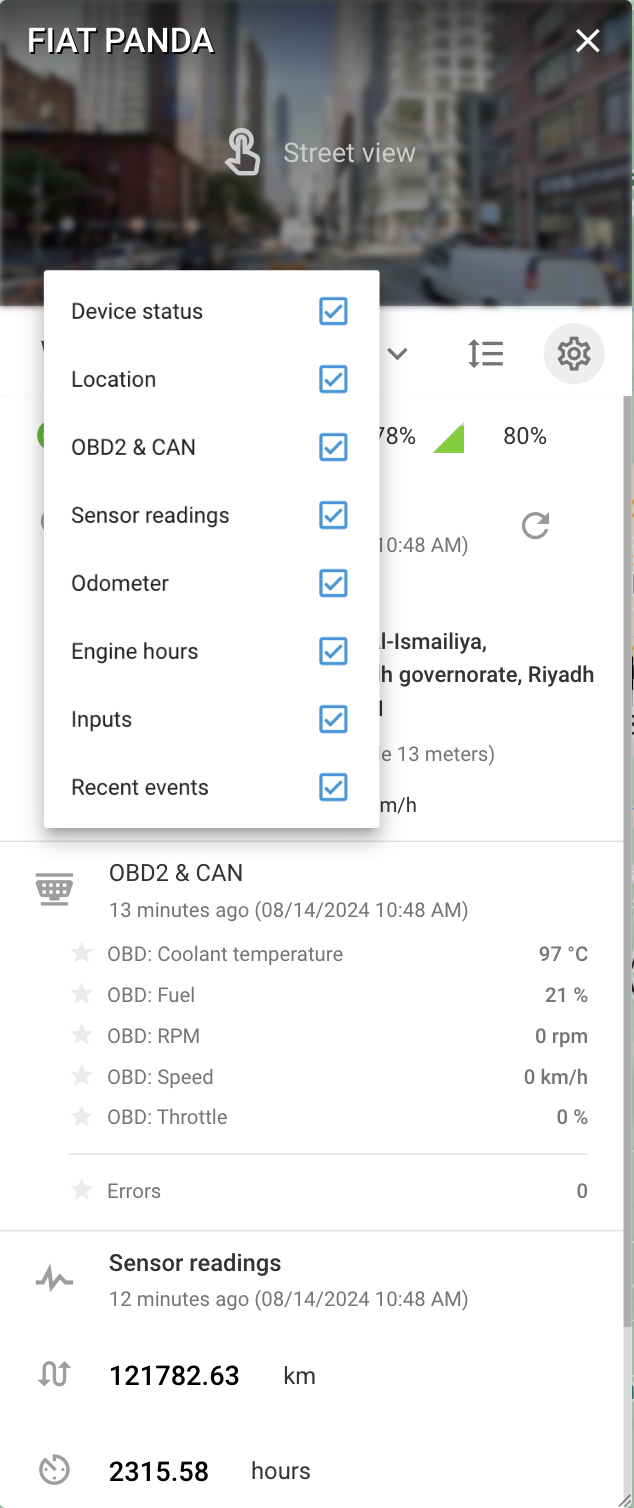 FIAT PANDA
Street view
Device status
Location
OBD2 & CAN
Sensor readings
Odometer
Engine hours
Inputs
Recent events
78% 80%
10:48 AM)
l-Ismailiya,
h governorate, Riyadh
e 13 meters)
m/h
OBD2 & CAN
13 minutes ago (08/14/2024 10:48 AM)
OBD: Coolant temperature 97 °C
OBD: Fuel 21 %
OBD: RPM 0 rpm
OBD: Speed 0 km/h
OBD: Throttle 0 %
Errors 0
Sensor readings
12 minutes ago (08/14/2024 10:48 AM)
121782.63 km
2315.58 hours